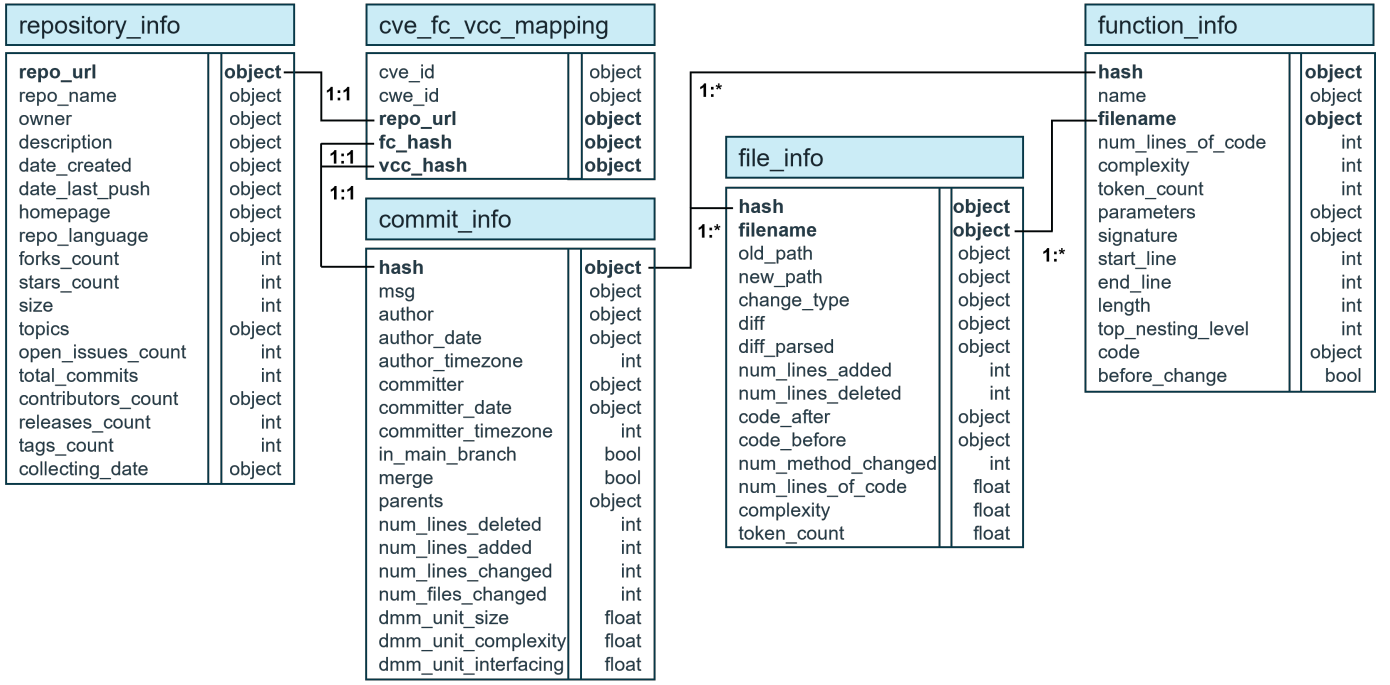 repository_info
repo_url object
repo_name object
owner object
description object
date_created object
date_last_push object
homepage object
repo_language object
forks_count int
stars_count int
size int
topics object
open_issues_count int
total_commits int
contributors_count object
releases_count int
tags_count int
collecting_date object
1:1
cve_fc_vcc_mapping
cve_id object
cwe_id object
repo_url object
fc_hash object
vcc_hash object
1:1
1:1
commit_info
hash object
msg object
author object
author_date object
author_timezone int
committer object
committer_date object
committer_timezone int
in_main_branch bool
merge bool
parents object
num_lines_deleted int
num_lines_added int
num_lines_changed int
num_files_changed int
dmm_unit_size float
dmm_unit_complexity float
dmm_unit_interfacing float
1:*
1:*
file_info
hash object
filename object
old_path object
new_path object
change_type object
diff object
diff_parsed object
num_lines_added int
num_lines_deleted int
code_after object
code_before object
num_method_changed int
num_lines_of_code float
complexity float
token_count float
1:*
function_info
hash object
name object
filename object
num_lines_of_code int
complexity int
token_count int
parameters object
signature object
start_line int
end_line int
length int
top_nesting_level int
code object
before_change bool